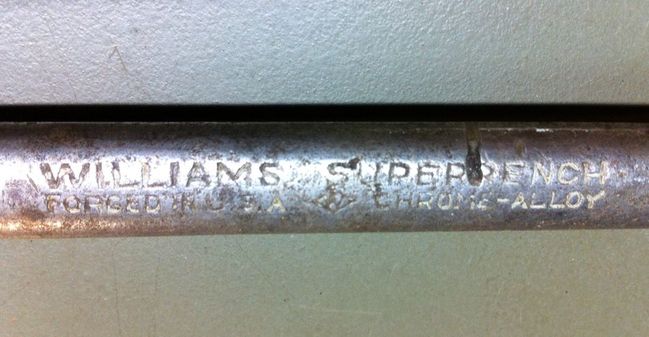 WILLIAMS SUPERRENCH
FORGED IN U.S.A. CHROME-ALLOY